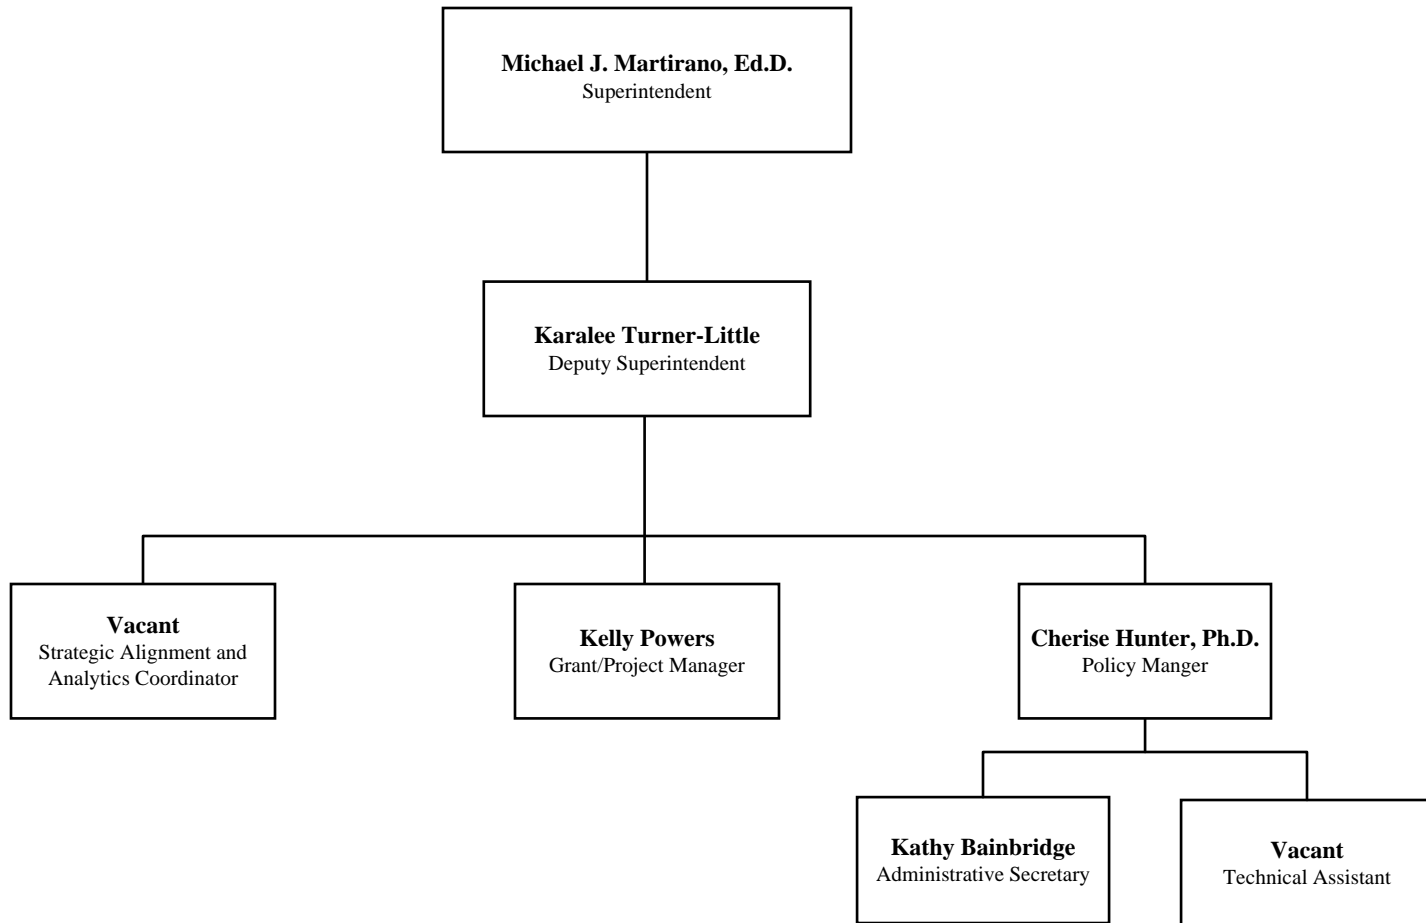 Michael J. Martirano, Ed.D.
Superintendent
Karalee Turner-Little
Deputy Superintendent
Vacant
Strategic Alignment and
Analytics Coordinator
Kelly Powers
Grant/Project Manager
Cherise Hunter, Ph.D.
Policy Manger
Kathy Bainbridge
Administrative Secretary
Vacant
Technical Assistant